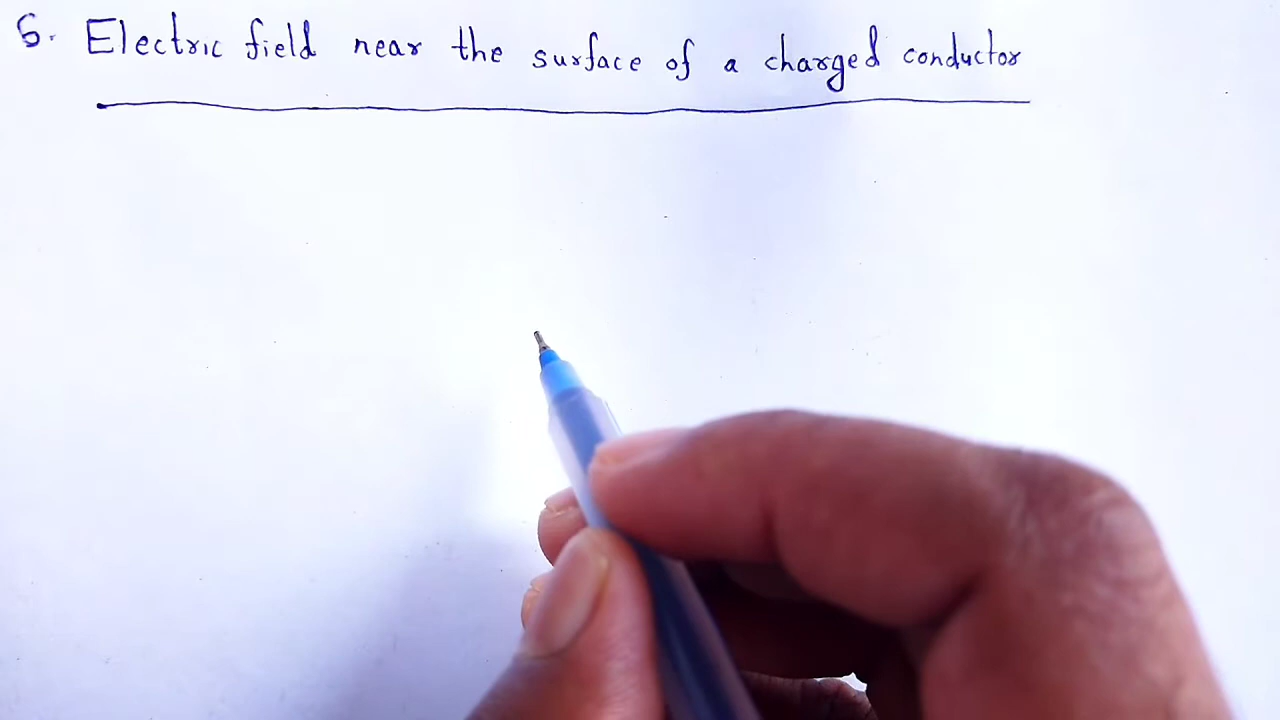 6. Electric field near the surface of a charged conductor